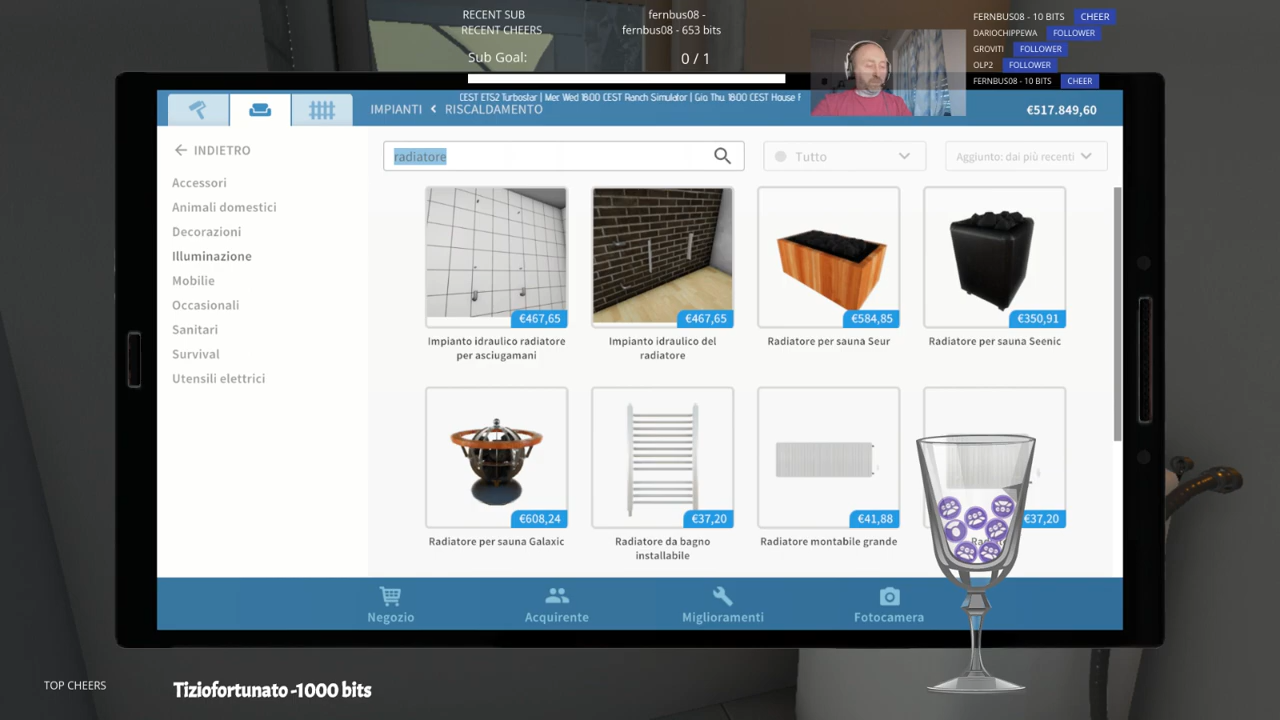 RECENT SUB
fernbus08 -
RECENT CHEERS
fernbus08 - 653 bits
Sub Goal:
0 / 1
FERNBUS08 - 10 BITS CHEER
DARIOCHIPPEWA FOLLOWER
GROVITI FOLLOWER
OLP2 FOLLOWER
FERNBUS08 - 10 BITS CHEER
CEST ETS2 Turbostar | Mer. Wed 18:00 CEST Ranch Simulator | Gio. Thu. 18:00 CEST House F
IMPIANTI < RISCALDAMENTO
€517.849,60
INDIETRO
Accessori
Animali domestici
Decorazioni
Illuminazione
Mobilie
Occasionali
Sanitari
Survival
Utensili elettrici
radiatore
Tutto
Aggiunto: dai più recenti
€467,65
€467,65
€584,85
€350,91
Impianto idraulico radiatore
per asciugamani
Impianto idraulico del
radiatore
Radiatore per sauna Seur
Radiatore per sauna Seenic
€608,24
€37,20
€41,88
€37,20
Radiatore per sauna Galaxic
Radiatore da bagno
installabile
Radiatore montabile grande
Negozio
Acquirente
Miglioramenti
Fotocamera
TOP CHEERS
Tiziofortunato -1000 bits